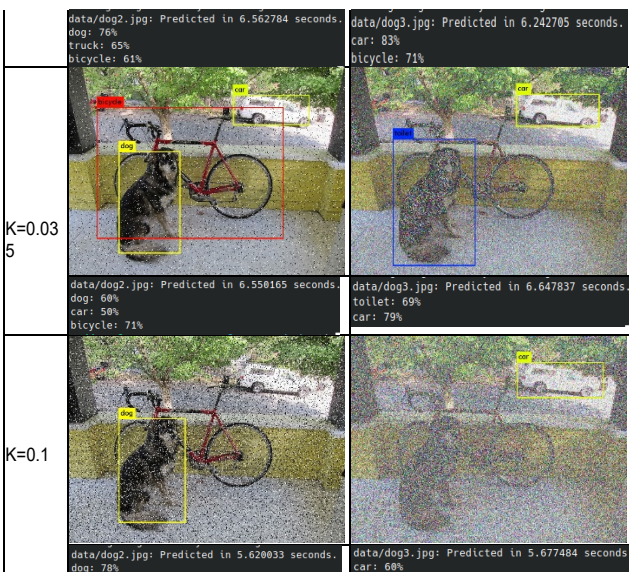 data/dog2.jpg: Predicted in 6.562784 seconds.
dog: 76%
truck: 65%
bicycle: 61%
data/dog3.jpg: Predicted in 6.242705 seconds.
car: 83%
bicycle: 71%
K=0.03
5
bicycle
car
dog
car
toilet
data/dog2.jpg: Predicted in 6.550165 seconds.
dog: 60%
car: 50%
bicycle: 71%
data/dog3.jpg: Predicted in 6.647837 seconds.
toilet: 69%
car: 79%
K=0.1
dog
car
data/dog2.jpg: Predicted in 5.620033 seconds.
dog: 78%
data/dog3.jpg: Predicted in 5.677484 seconds
car: 60%